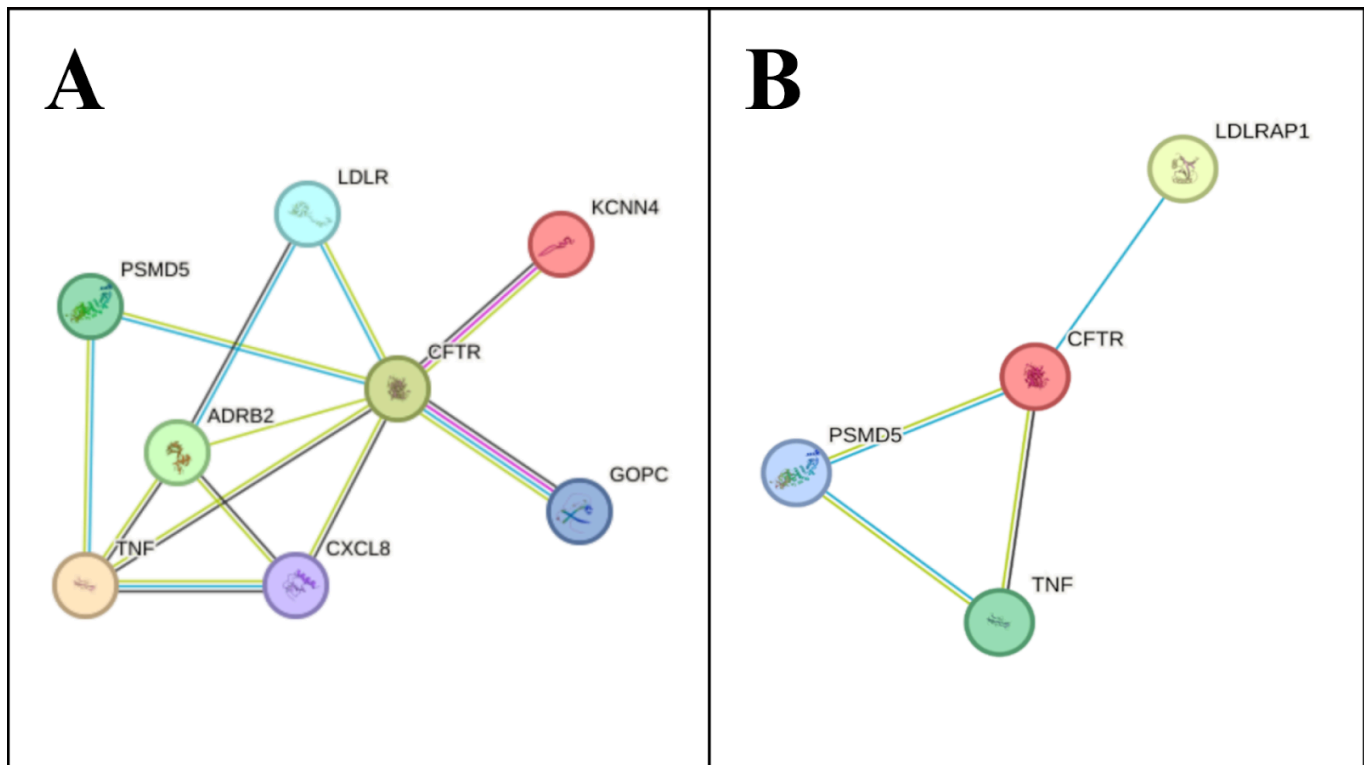 A
LDLR
KCNN4
PSMD5
CFTR
ADRB2
GOPC
TNF
CXCL8
B
LDLRAP1
CFTR
PSMD5
TNF